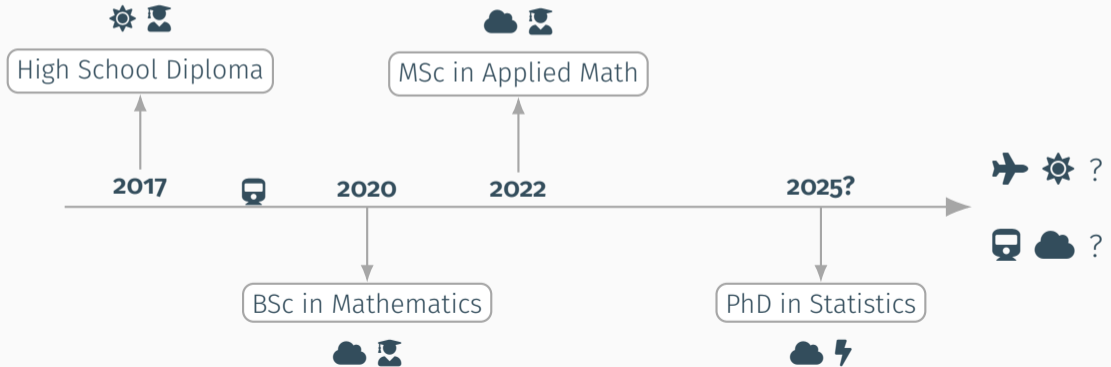 High School Diploma
MSc in Applied Math
2017
2020
2022
2025?
?
?
BSc in Mathematics
PhD in Statistics